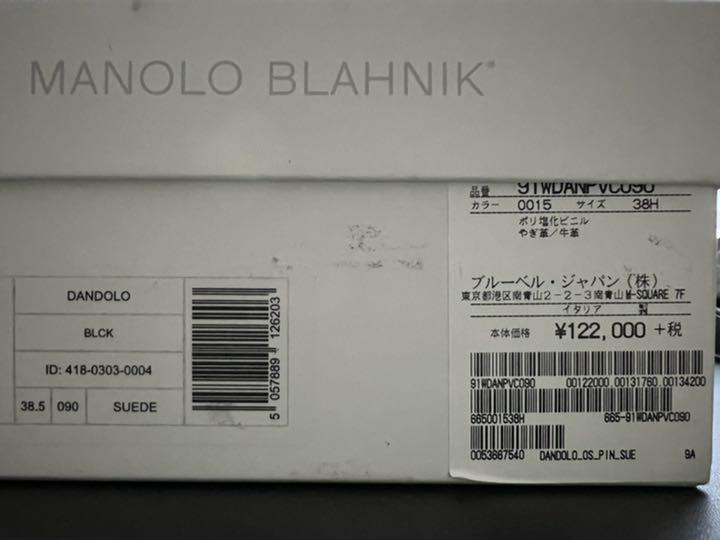 MANOLO BLAHNIK®
DANDOLO
BLCK
ID: 418-0303-0004
38.5 090 SUEDE
5 057889 126203
品番 91WDANPVC090
カラー 0015 サイズ 38H
ポリ塩化ビニル
やぎ革/牛革
ブルーベル・ジャパン(株)
東京都港区南青山2-2-3南青山M-SQUARE 7F
イタリア 製
本体価格 ¥122,000 +税
91WDANPVC090 00122000.00131760.00134200
665001538H 665-91WDANPVC090
0053667540 DANDOLO_OS_PIN_SUE 9A